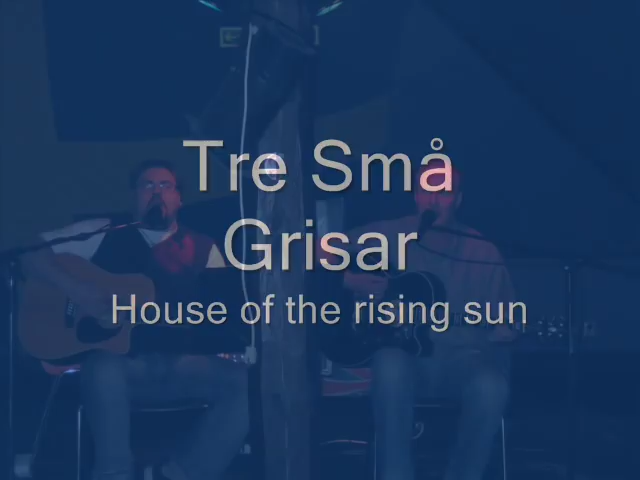 Tre Små
Grisar
House of the rising sun